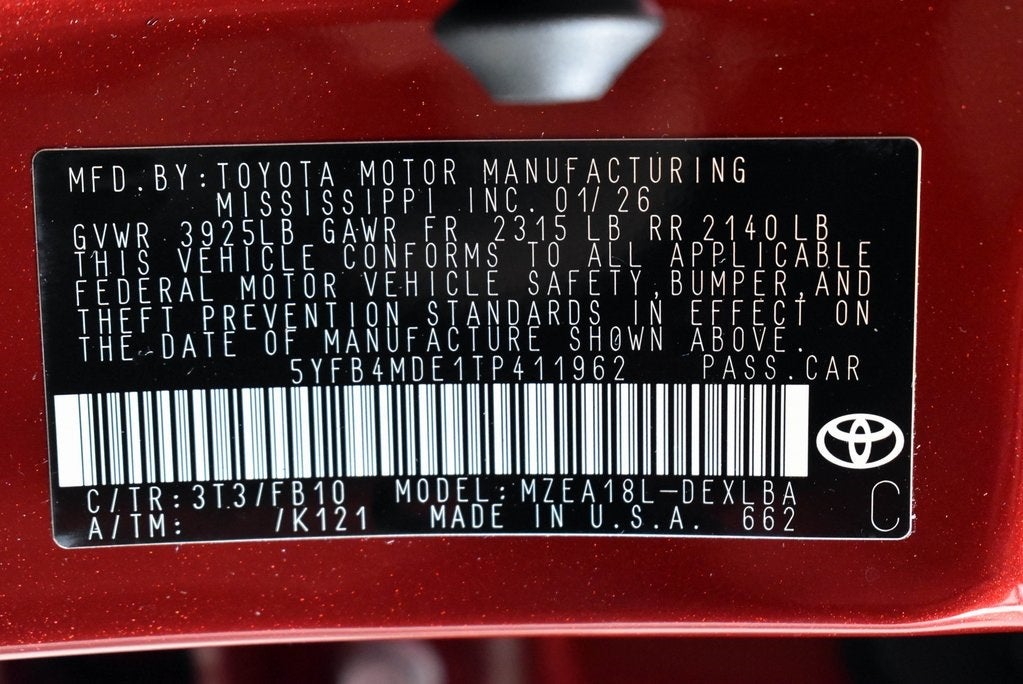 MFD.BY:TOYOTA MOTOR MANUFACTURING
MISSISSIPPI INC. 01/26
GVWR 3925LB GAWR FR 2315 LB RR 2140 LB
THIS VEHICLE CONFORMS TO ALL APPLICABLE
FEDERAL MOTOR VEHICLE SAFETY,BUMPER,AND
THEFT PREVENTION STANDARDS IN EFFECT ON
THE DATE OF MANUFACTURE SHOWN ABOVE.
5YFB4MDE1TP411962 PASS.CAR
C/TR:3T3/FB10 MODEL:MZEA18L-DEXLBA
A/TM: /K121 MADE IN U.S.A. 662 C